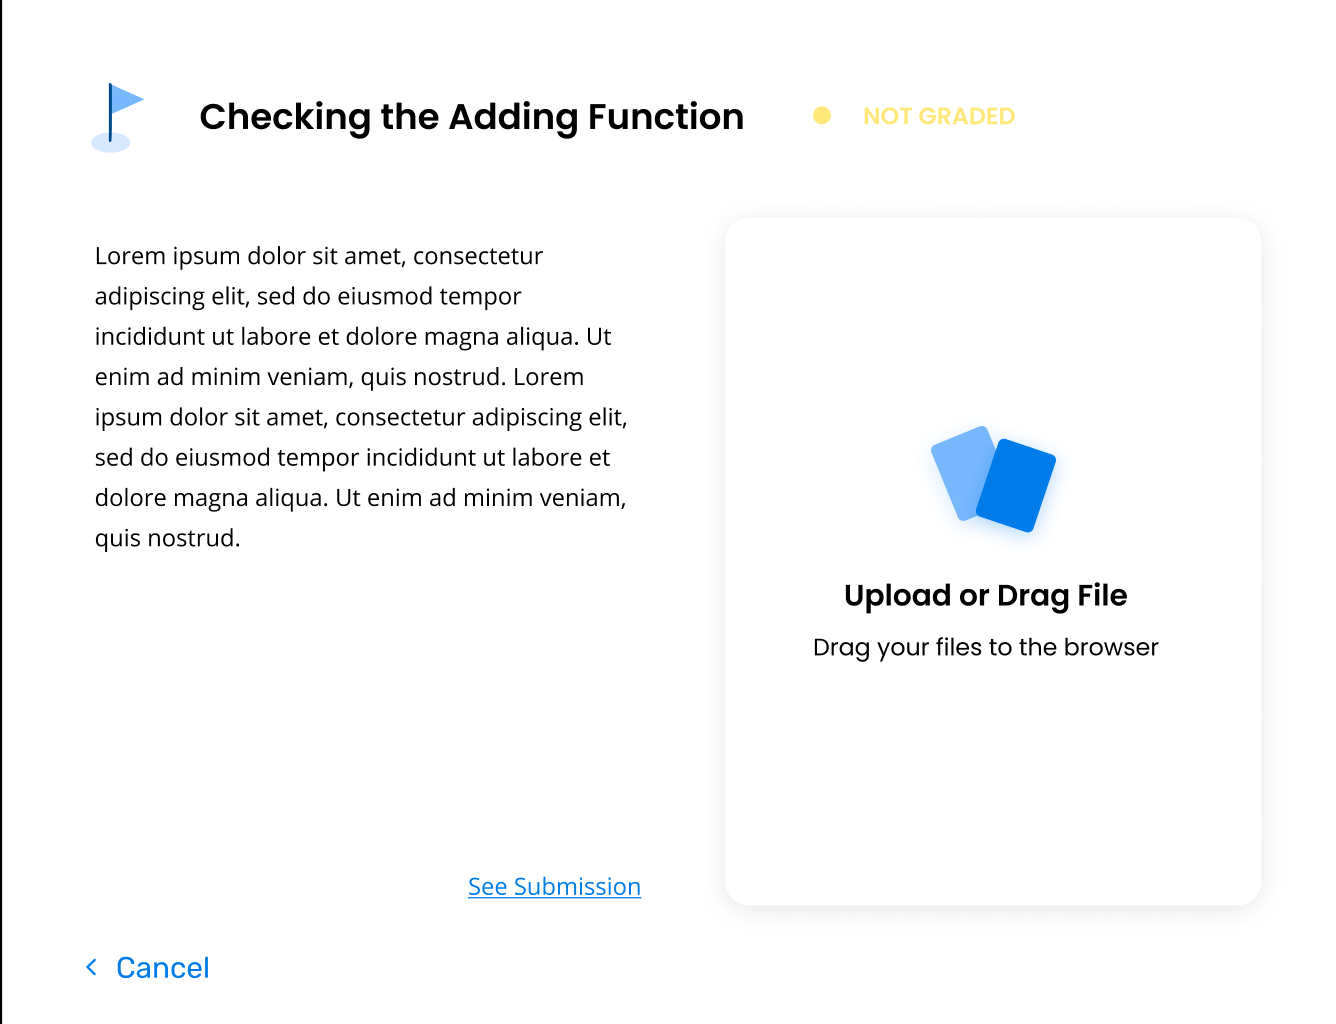 Checking the Adding Function
NOT GRADED
Lorem ipsum dolor sit amet, consectetur
adipiscing elit, sed do eiusmod tempor
incididunt ut labore et dolore magna aliqua. Ut
enim ad minim veniam, quis nostrud. Lorem
ipsum dolor sit amet, consectetur adipiscing elit,
sed do eiusmod tempor incididunt ut labore et
dolore magna aliqua. Ut enim ad minim veniam,
quis nostrud.
Upload or Drag File
Drag your files to the browser
See Submission
Cancel